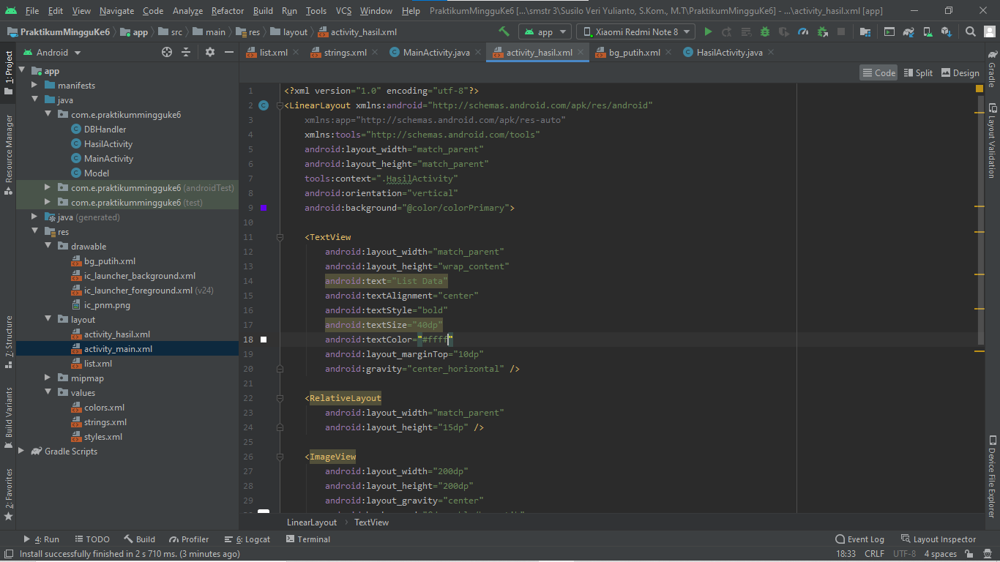 File Edit View Navigate Code Analyze Refactor Build Run Tools VCS Window Help PraktikumMingguKe6 [...\smstr 3\Susilo Veri Yulianto, S.Kom., M.T\PraktikumMingguKe6] - ...\activity_hasil.xml [app]
PraktikumMingguKe6 app src main res layout activity_hasil.xml app Xiaomi Redmi Note 8
Android list.xml strings.xml MainActivity.java activity_hasil.xml bg_putih.xml HasilActivity.java
Code Split Design
1: Project
Resource Manager
7: Structure
Build Variants
2: Favorites
app
manifests
java
com.e.praktikummingguke6
DBHandler
HasilActivity
MainActivity
Model
com.e.praktikummingguke6 (androidTest)
com.e.praktikummingguke6 (test)
java (generated)
res
drawable
bg_putih.xml
ic_launcher_background.xml
ic_launcher_foreground.xml (v24)
ic_pnm.png
layout
activity_hasil.xml
activity_main.xml
list.xml
mipmap
values
colors.xml
strings.xml
styles.xml
Gradle Scripts
1 <?xml version="1.0" encoding="utf-8"?>
2 <LinearLayout xmlns:android="http://schemas.android.com/apk/res/android"
3 xmlns:app="http://schemas.android.com/apk/res-auto"
4 xmlns:tools="http://schemas.android.com/tools"
5 android:layout_width="match_parent"
6 android:layout_height="match_parent"
7 tools:context=".HasilActivity"
8 android:orientation="vertical"
9 android:background="@color/colorPrimary">
10
11 <TextView
12 android:layout_width="match_parent"
13 android:layout_height="wrap_content"
14 android:text="List Data"
15 android:textAlignment="center"
16 android:textStyle="bold"
17 android:textSize="40dp"
18 android:textColor="#ffff"
19 android:layout_marginTop="10dp"
20 android:gravity="center_horizontal" />
21
22 <RelativeLayout
23 android:layout_width="match_parent"
24 android:layout_height="15dp" />
25
26 <ImageView
27 android:layout_width="200dp"
28 android:layout_height="200dp"
29 android:layout_gravity="center"
LinearLayout TextView
Gradle
Layout Validation
Device File Explorer
4: Run TODO Build Profiler 6: Logcat Terminal Event Log Layout Inspector
Install successfully finished in 2 s 710 ms. (3 minutes ago) 18:33 CRLF UTF-8 4 spaces